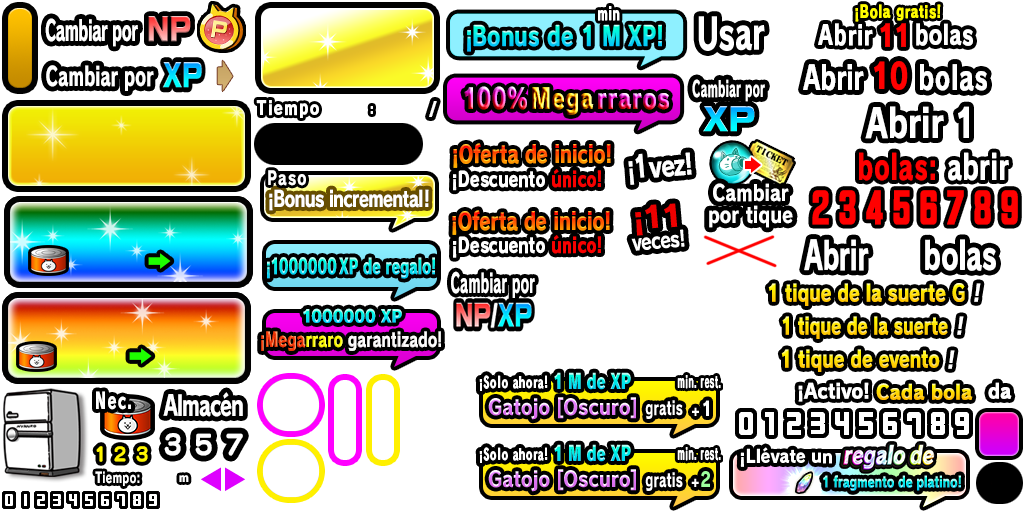 Cambiar por NP
P
Cambiar por XP
Tiempo : /
Paso
¡Bonus incremental!
¡1000000 XP de regalo!
1000000 XP
¡Megarraro garantizado!
Nec.
Almacén
1 2 3
3 5 7
Tiempo: m
0 1 2 3 4 5 6 7 8 9
min
¡Bonus de 1 M XP!
100% Megarraros
¡Oferta de inicio!
¡Descuento único!
¡1 vez!
¡Oferta de inicio!
¡Descuento único!
¡11
veces!
Cambiar por
NP/XP
Usar
Cambiar por
XP
TICKET
Cambiar
por tique
¡Solo ahora! 1 M de XP min. rest.
Gatojo [Oscuro] gratis +1
¡Solo ahora! 1 M de XP min. rest.
Gatojo [Oscuro] gratis +2
¡Bola gratis!
Abrir 11 bolas
Abrir 10 bolas
Abrir 1
bolas: abrir
2 3 4 5 6 7 8 9
Abrir bolas
1 tique de la suerte G !
1 tique de la suerte !
1 tique de evento !
¡Activo! Cada bola da
0 1 2 3 4 5 6 7 8 9
¡Llévate un regalo de
1 fragmento de platino!